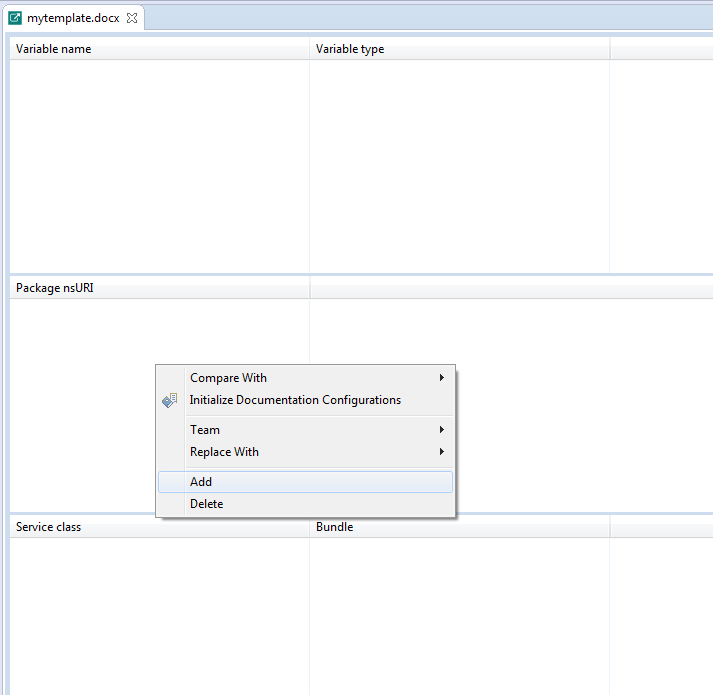 mytemplate.docx
Variable name Variable type
Package nsURI
Compare With
Initialize Documentation Configurations
Team
Replace With
Add
Delete
Service class Bundle